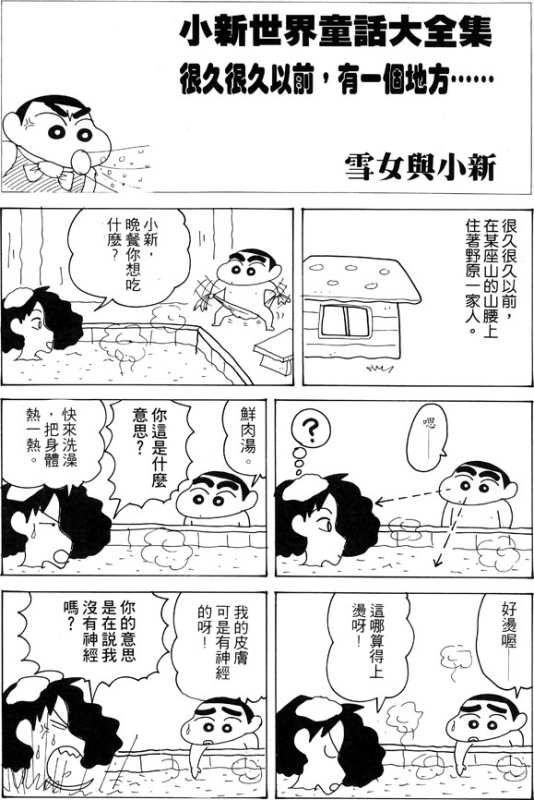 小新世界童話大全集
很久很久以前，有一個地方……
雪女與小新
很久很久以前，
在某座山的山腰上
住著野原一家人。
小新，
晚餐你想吃
什麼？
嗯──
?
鮮肉湯。
你這是什麼
意思？
快來洗澡
，把身體
熱一熱。
好燙喔──
這哪算得上
燙呀！
我的皮膚
可是有神經
的呀！
你的意思
是在說我
沒有神經
嗎？